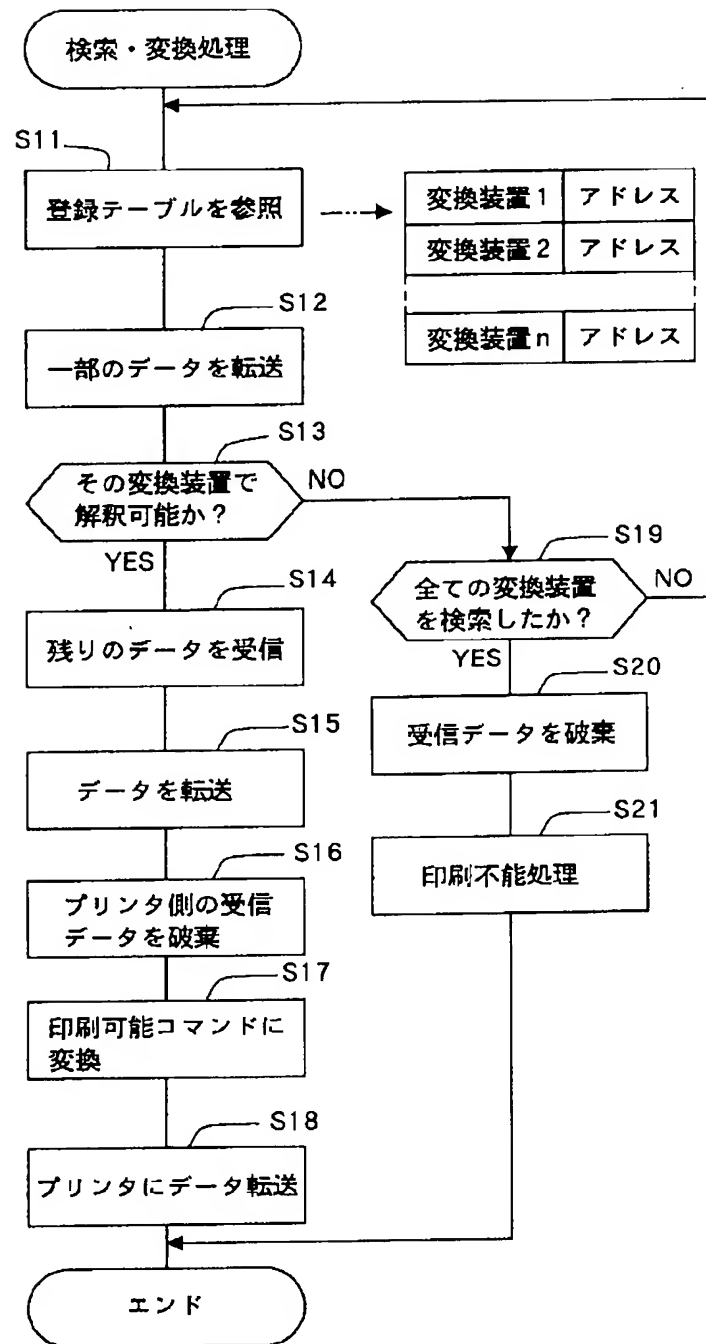 検索・変換処理
S11
登録テーブルを参照
変換装置1 アドレス
変換装置2 アドレス
変換装置n アドレス
S12
一部のデータを転送
S13
その変換装置で
解釈可能か？
NO
YES
S14
残りのデータを受信
S15
データを転送
S16
プリンタ側の受信
データを破棄
S17
印刷可能コマンドに
変換
S18
プリンタにデータ転送
S19
全ての変換装置
を検索したか？
NO
YES
S20
受信データを破棄
S21
印刷不能処理
エンド